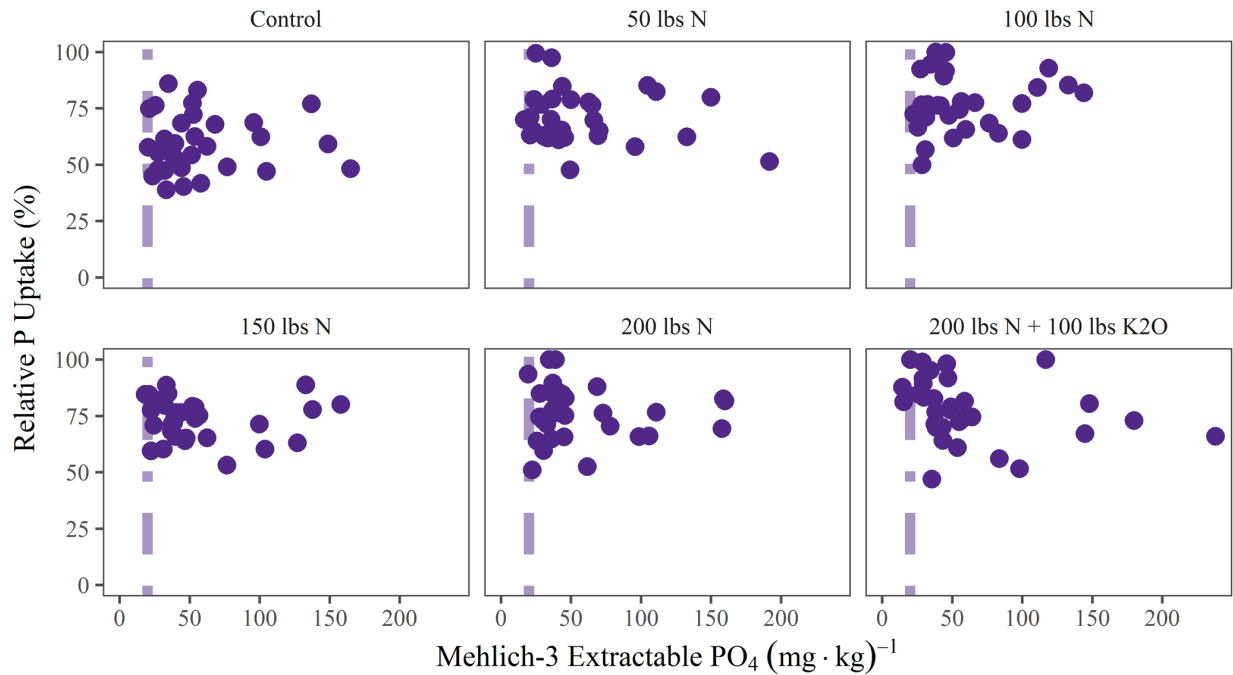 Control 50 lbs N 100 lbs N
100
75
50
25
0
150 lbs N 200 lbs N 200 lbs N + 100 lbs K2O
100
75
50
25
0
0 50 100 150 200 0 50 100 150 200 0 50 100 150 200
Relative P Uptake (%)
Mehlich-3 Extractable PO₄ (mg · kg)⁻¹